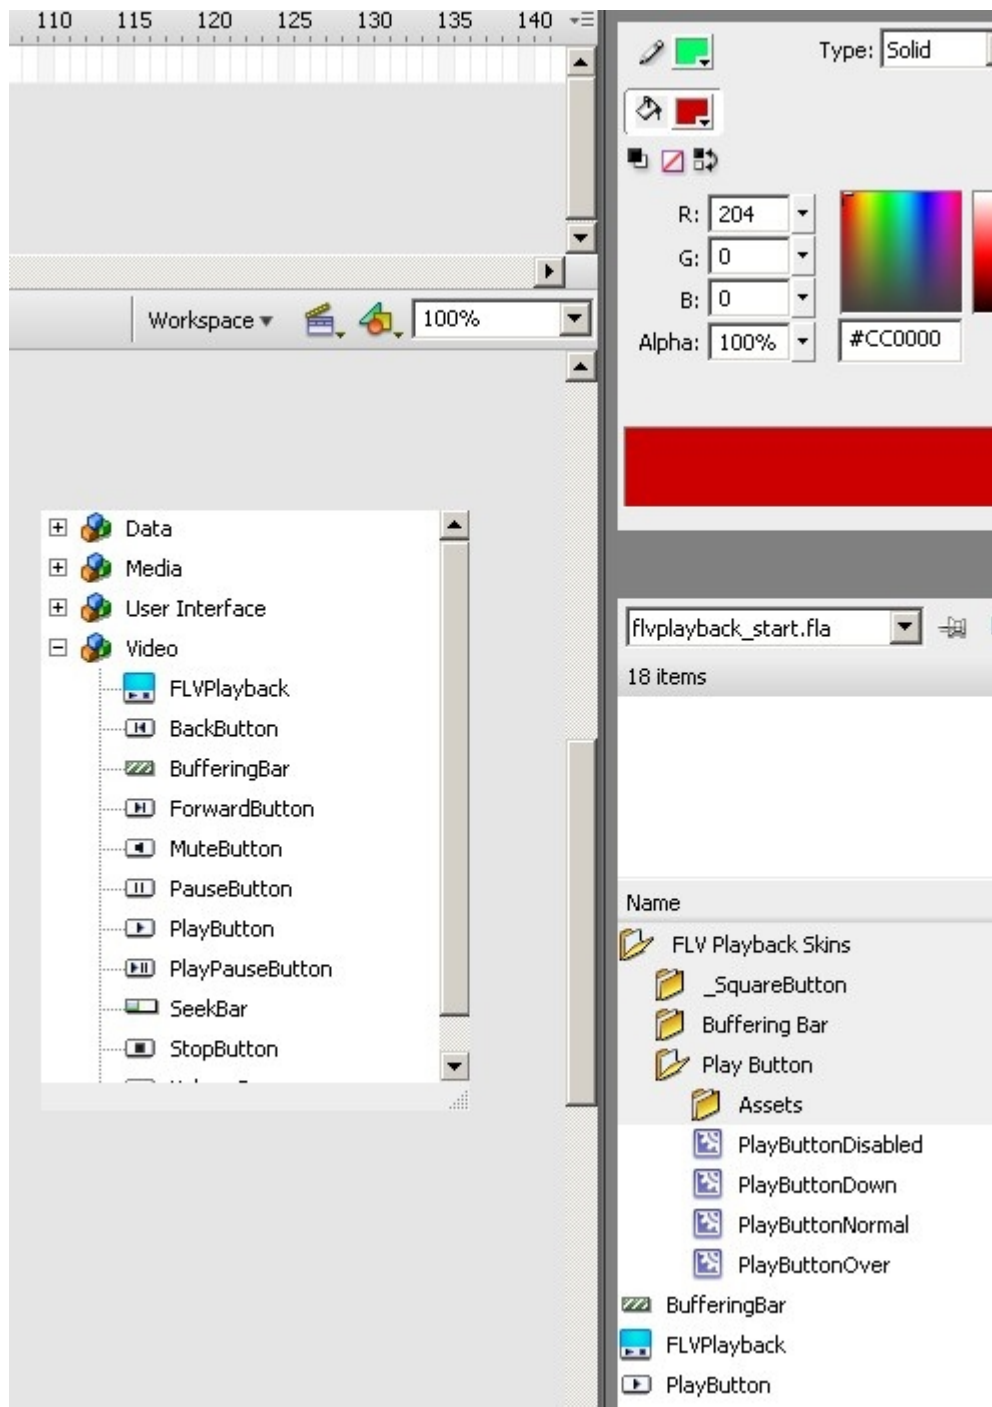 110 115 120 125 130 135 140
Workspace
100%
Data
Media
User Interface
Video
FLVPlayback
BackButton
BufferingBar
ForwardButton
MuteButton
PauseButton
PlayButton
PlayPauseButton
SeekBar
StopButton
Type: Solid
R: 204
G: 0
B: 0
Alpha: 100%
#CC0000
flvplayback_start.fla
18 items
Name
FLV Playback Skins
_SquareButton
Buffering Bar
Play Button
Assets
PlayButtonDisabled
PlayButtonDown
PlayButtonNormal
PlayButtonOver
BufferingBar
FLVPlayback
PlayButton